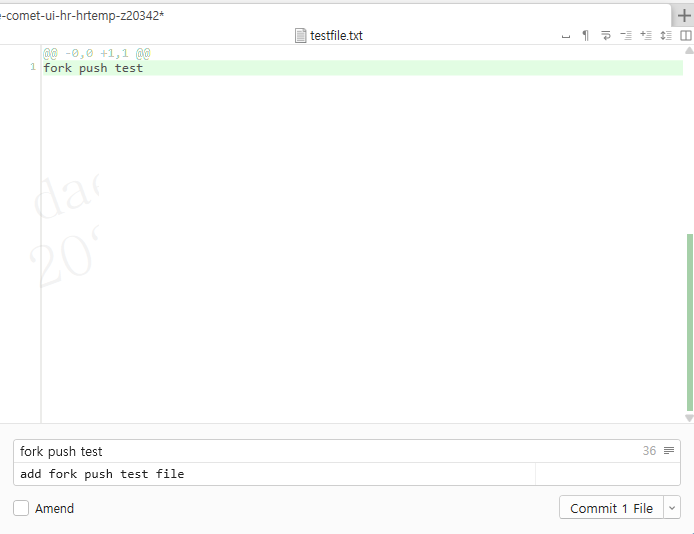 e-comet-ui-hr-hrtemp-z20342*
testfile.txt
@@ -0,0 +1,1 @@
1 fork push test
fork push test 36
add fork push test file
Amend Commit 1 File